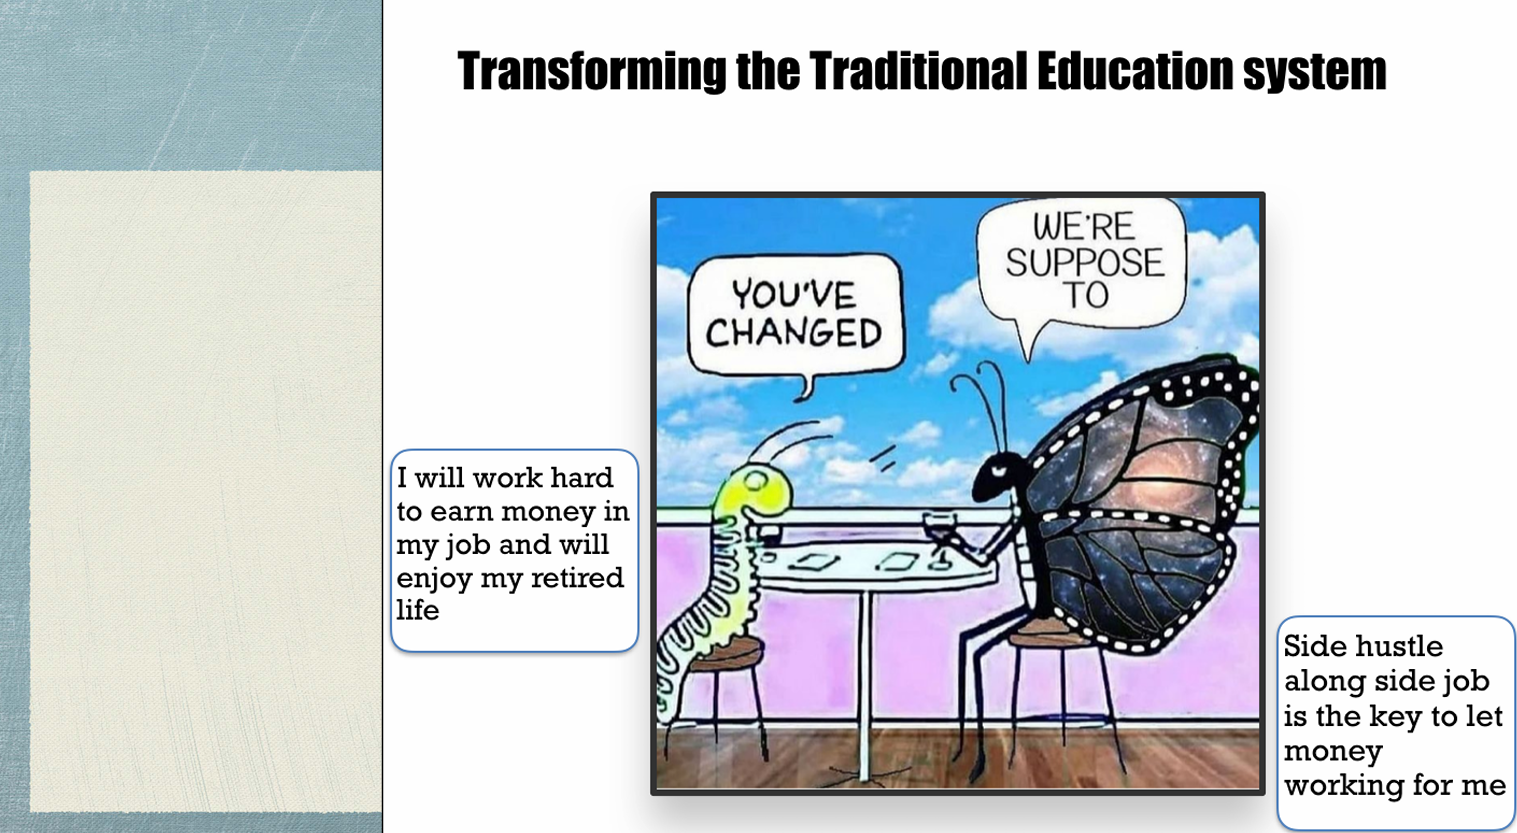 Transforming the Traditional Education system
YOU'VE
CHANGED
WE'RE
SUPPOSE
TO
I will work hard
to earn money in
my job and will
enjoy my retired
life
Side hustle
along side job
is the key to let
money
working for me